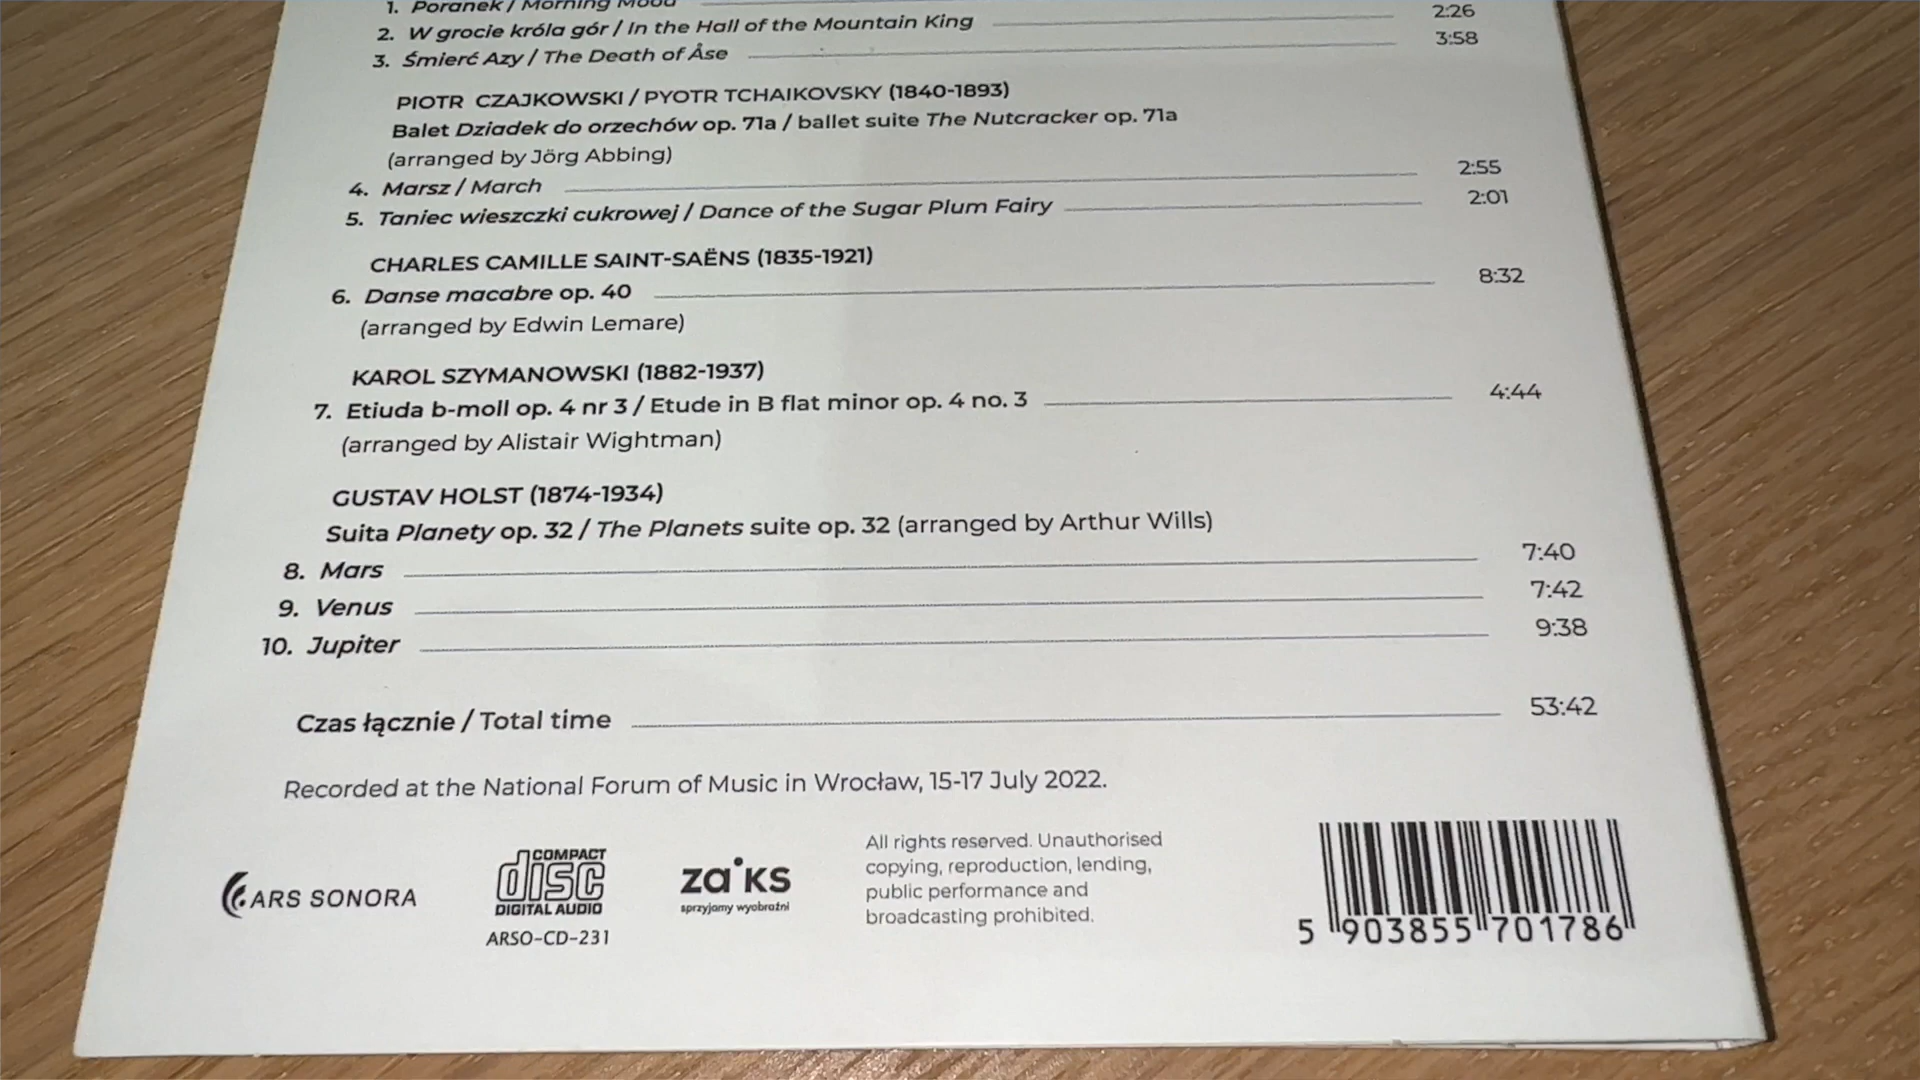 1. Poranek / Morning Mood
2. W grocie króla gór / In the Hall of the Mountain King 2:26
3. Śmierć Azy / The Death of Åse 3:58
PIOTR CZAJKOWSKI / PYOTR TCHAIKOVSKY (1840-1893)
Balet Dziadek do orzechów op. 71a / ballet suite The Nutcracker op. 71a
(arranged by Jörg Abbing)
4. Marsz / March 2:55
5. Taniec wieszczki cukrowej / Dance of the Sugar Plum Fairy 2:01
CHARLES CAMILLE SAINT-SAËNS (1835-1921)
6. Danse macabre op. 40 8:32
(arranged by Edwin Lemare)
KAROL SZYMANOWSKI (1882-1937)
7. Etiuda b-moll op. 4 nr 3 / Etude in B flat minor op. 4 no. 3 4:44
(arranged by Alistair Wightman)
GUSTAV HOLST (1874-1934)
Suita Planety op. 32 / The Planets suite op. 32 (arranged by Arthur Wills)
8. Mars 7:40
9. Venus 7:42
10. Jupiter 9:38
Czas łącznie / Total time 53:42
Recorded at the National Forum of Music in Wrocław, 15-17 July 2022.
ARS SONORA
COMPACT
disc
DIGITAL AUDIO
ARSO-CD-231
zaiks
sprzyjamy wyobraźni
All rights reserved. Unauthorised
copying, reproduction, lending,
public performance and
broadcasting prohibited.
5 903855 701786